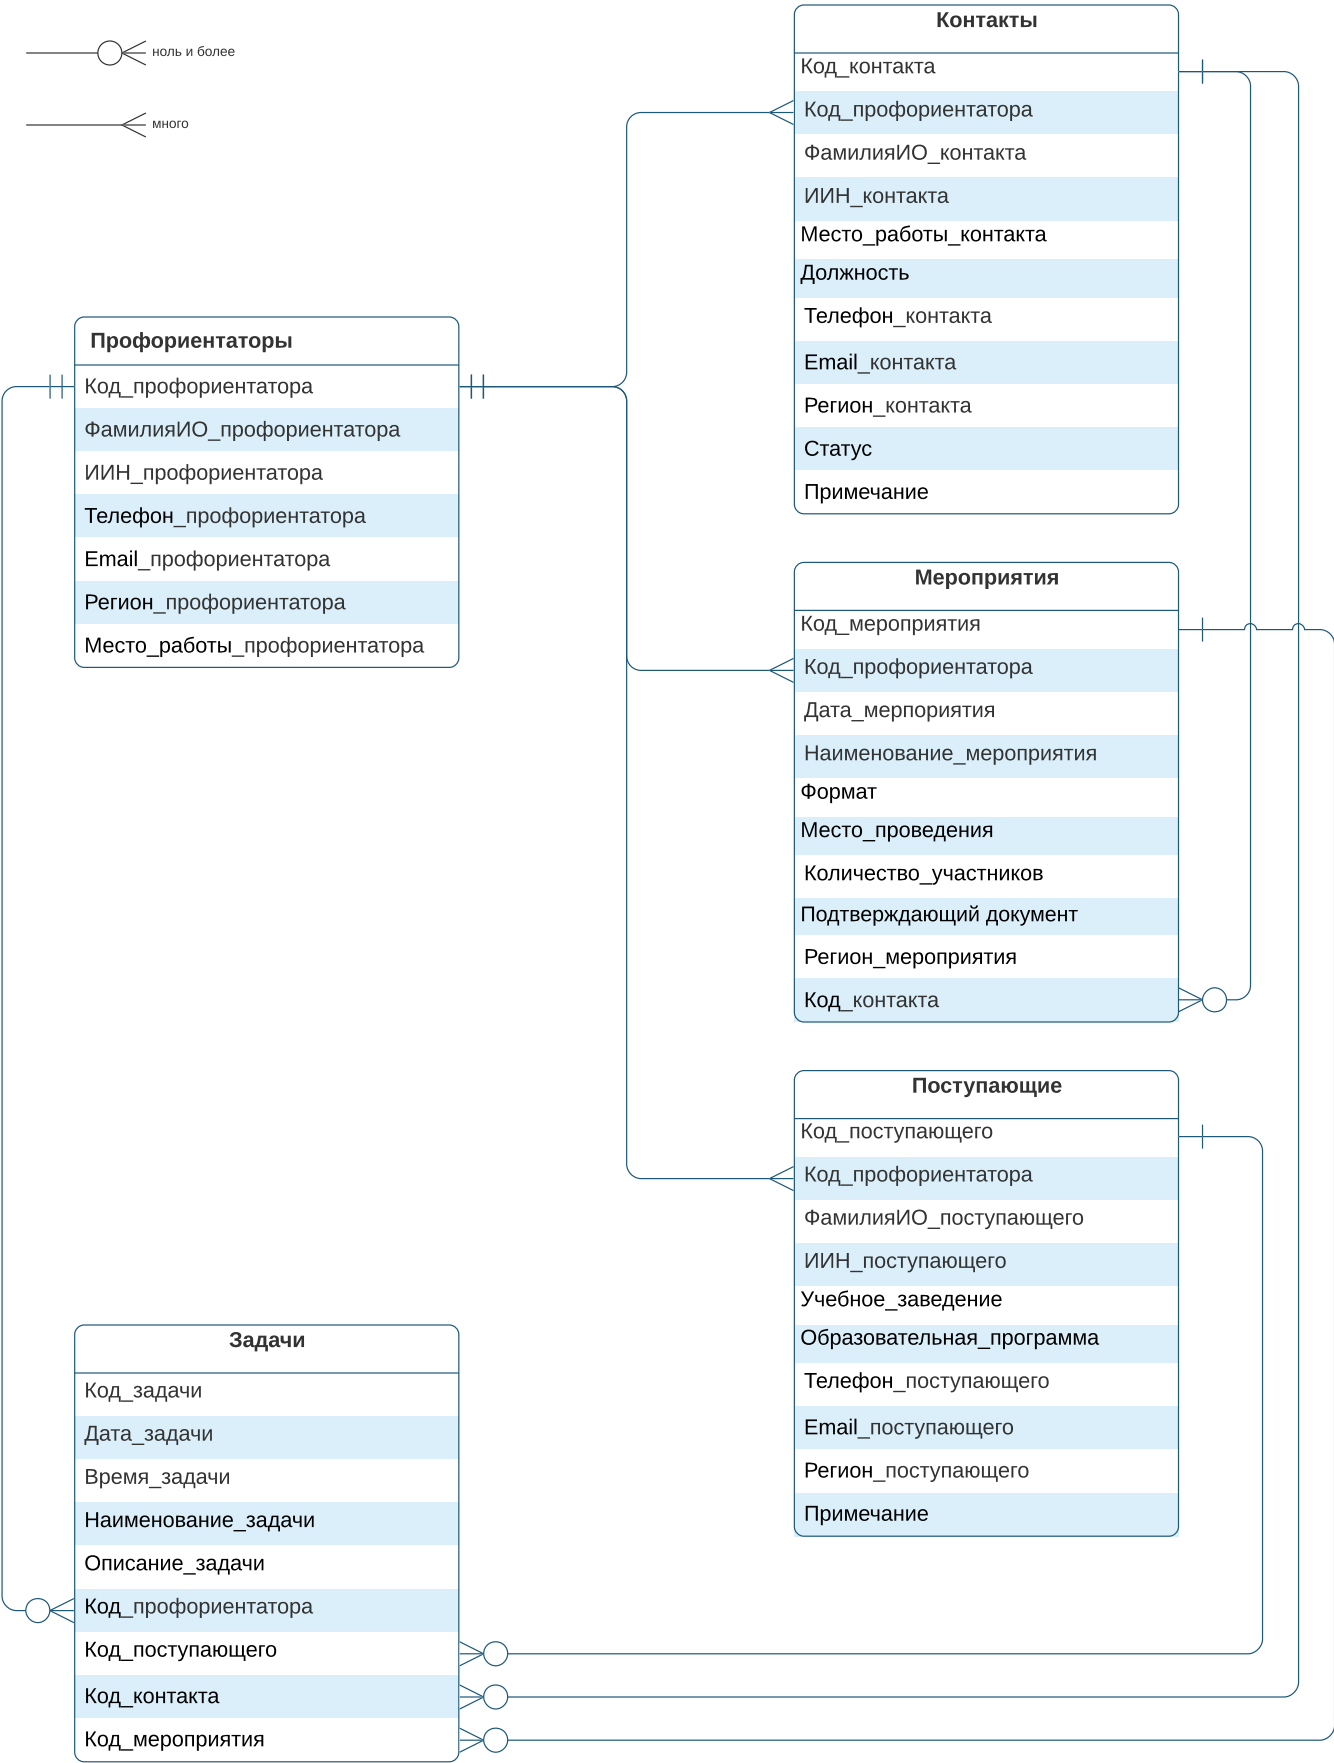 ноль и более
много
Контакты
Код_контакта
Код_профориентатора
ФамилияИО_контакта
ИИН_контакта
Место_работы_контакта
Должность
Телефон_контакта
Email_контакта
Регион_контакта
Статус
Примечание
Профориентаторы
Код_профориентатора
ФамилияИО_профориентатора
ИИН_профориентатора
Телефон_профориентатора
Email_профориентатора
Регион_профориентатора
Место_работы_профориентатора
Мероприятия
Код_мероприятия
Код_профориентатора
Дата_мерпориятия
Наименование_мероприятия
Формат
Место_проведения
Количество_участников
Подтверждающий документ
Регион_мероприятия
Код_контакта
Поступающие
Код_поступающего
Код_профориентатора
ФамилияИО_поступающего
ИИН_поступающего
Учебное_заведение
Образовательная_программа
Телефон_поступающего
Email_поступающего
Регион_поступающего
Примечание
Задачи
Код_задачи
Дата_задачи
Время_задачи
Наименование_задачи
Описание_задачи
Код_профориентатора
Код_поступающего
Код_контакта
Код_мероприятия